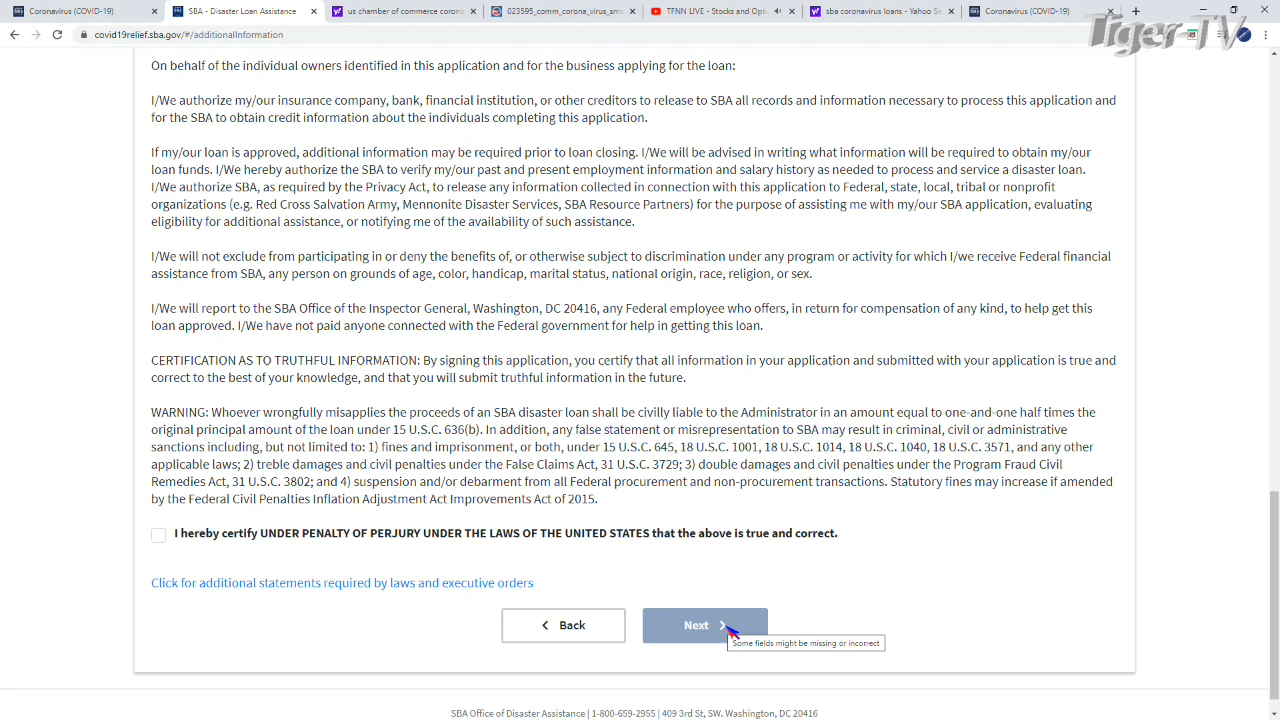 Coronavirus (COVID-19)
SBA - Disaster Loan Assistance
us chamber of commerce corona
023595_comm_corona_virus_sma
TFNN LIVE - Stocks and Opti
sba coronavirus loans - Yahoo Se
Coronavirus (COVID-19)
covid19relief.sba.gov/#/additionalInformation
Tiger-TV
On behalf of the individual owners identified in this application and for the business applying for the loan:
I/We authorize my/our insurance company, bank, financial institution, or other creditors to release to SBA all records and information necessary to process this application and
for the SBA to obtain credit information about the individuals completing this application.
If my/our loan is approved, additional information may be required prior to loan closing. I/We will be advised in writing what information will be required to obtain my/our
loan funds. I/We hereby authorize the SBA to verify my/our past and present employment information and salary history as needed to process and service a disaster loan.
I/We authorize SBA, as required by the Privacy Act, to release any information collected in connection with this application to Federal, state, local, tribal or nonprofit
organizations (e.g. Red Cross Salvation Army, Mennonite Disaster Services, SBA Resource Partners) for the purpose of assisting me with my/our SBA application, evaluating
eligibility for additional assistance, or notifying me of the availability of such assistance.
I/We will not exclude from participating in or deny the benefits of, or otherwise subject to discrimination under any program or activity for which I/we receive Federal financial
assistance from SBA, any person on grounds of age, color, handicap, marital status, national origin, race, religion, or sex.
I/We will report to the SBA Office of the Inspector General, Washington, DC 20416, any Federal employee who offers, in return for compensation of any kind, to help get this
loan approved. I/We have not paid anyone connected with the Federal government for help in getting this loan.
CERTIFICATION AS TO TRUTHFUL INFORMATION: By signing this application, you certify that all information in your application and submitted with your application is true and
correct to the best of your knowledge, and that you will submit truthful information in the future.
WARNING: Whoever wrongfully misapplies the proceeds of an SBA disaster loan shall be civilly liable to the Administrator in an amount equal to one-and-one half times the
original principal amount of the loan under 15 U.S.C. 636(b). In addition, any false statement or misrepresentation to SBA may result in criminal, civil or administrative
sanctions including, but not limited to: 1) fines and imprisonment, or both, under 15 U.S.C. 645, 18 U.S.C. 1001, 18 U.S.C. 1014, 18 U.S.C. 1040, 18 U.S.C. 3571, and any other
applicable laws; 2) treble damages and civil penalties under the False Claims Act, 31 U.S.C. 3729; 3) double damages and civil penalties under the Program Fraud Civil
Remedies Act, 31 U.S.C. 3802; and 4) suspension and/or debarment from all Federal procurement and non-procurement transactions. Statutory fines may increase if amended
by the Federal Civil Penalties Inflation Adjustment Act Improvements Act of 2015.
I hereby certify UNDER PENALTY OF PERJURY UNDER THE LAWS OF THE UNITED STATES that the above is true and correct.
Click for additional statements required by laws and executive orders
Back
Next
Some fields might be missing or incorrect
SBA Office of Disaster Assistance | 1-800-659-2955 | 409 3rd St, SW. Washington, DC 20416